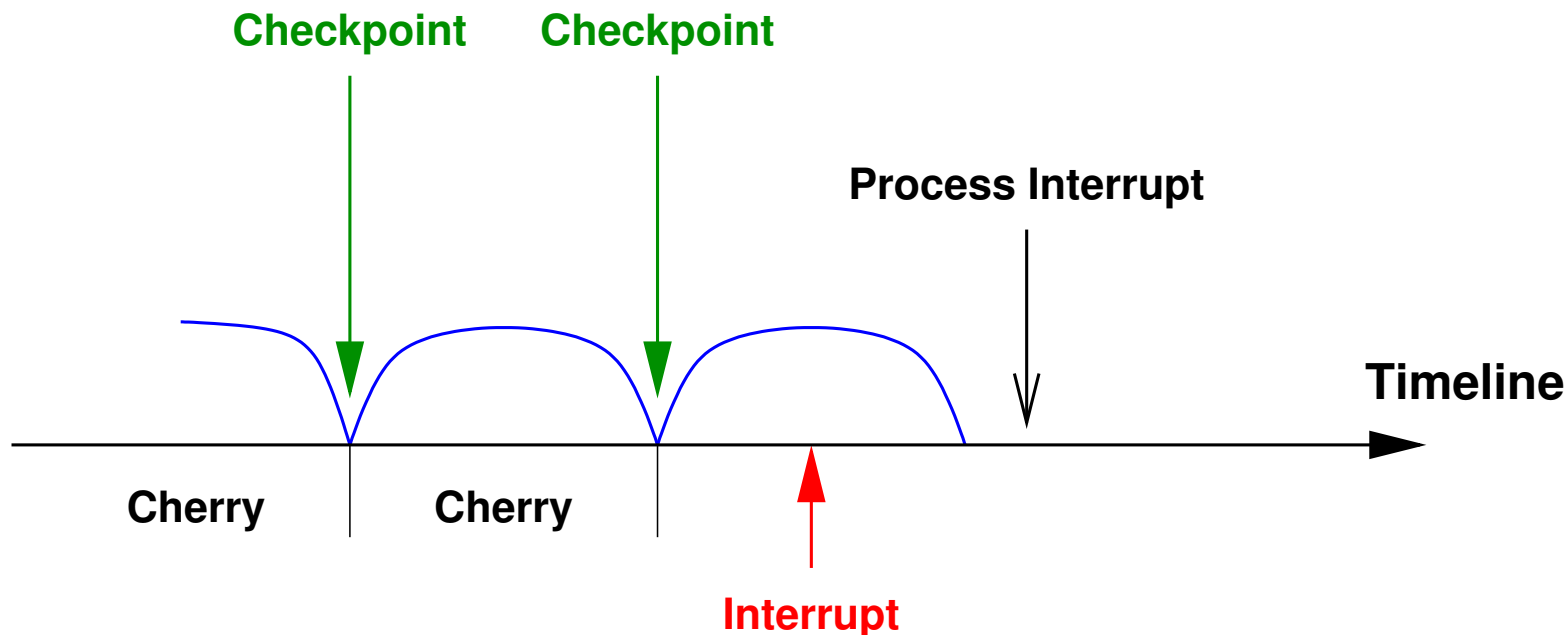 Checkpoint Checkpoint
Process Interrupt
Timeline
Cherry Cherry
Interrupt